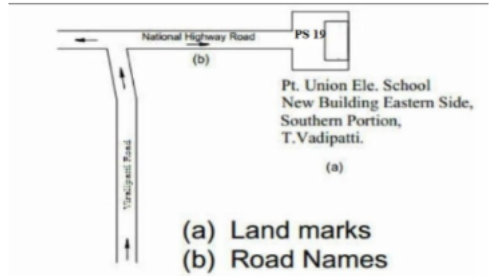 National Highway Road
PS 19
(b)
Pt. Union Ele. School
New Building Eastern Side,
Southern Portion,
T.Vadipatti.
(a)
Viralipatti Road
(a) Land marks
(b) Road Names